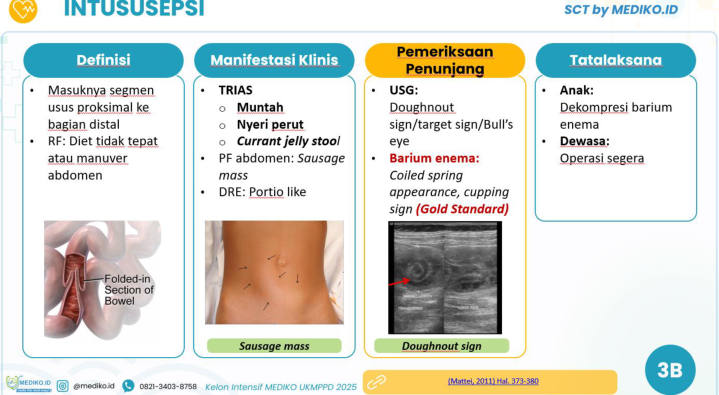 INTUSUSEPSI
SCT by MEDIKO.ID
Definisi
• Masuknya segmen
usus proksimal ke
bagian distal
• RF: Diet tidak tepat
atau manuver
abdomen
Folded-in
Section of
Bowel
Manifestasi Klinis
• TRIAS
o Muntah
o Nyeri perut
o Currant jelly stool
• PF abdomen: Sausage
mass
• DRE: Portio like
Sausage mass
Pemeriksaan
Penunjang
• USG:
Doughnout
sign/target sign/Bull's
eye
• Barium enema:
Coiled spring
appearance, cupping
sign (Gold Standard)
Doughnout sign
Tatalaksana
• Anak:
Dekompresi barium
enema
• Dewasa:
Operasi segera
MEDIKO.ID
@mediko.id
0821-3403-8758
Kelon Intensif MEDIKO UKMPPD 2025
(Mattei, 2011) Hal. 373-380
3B